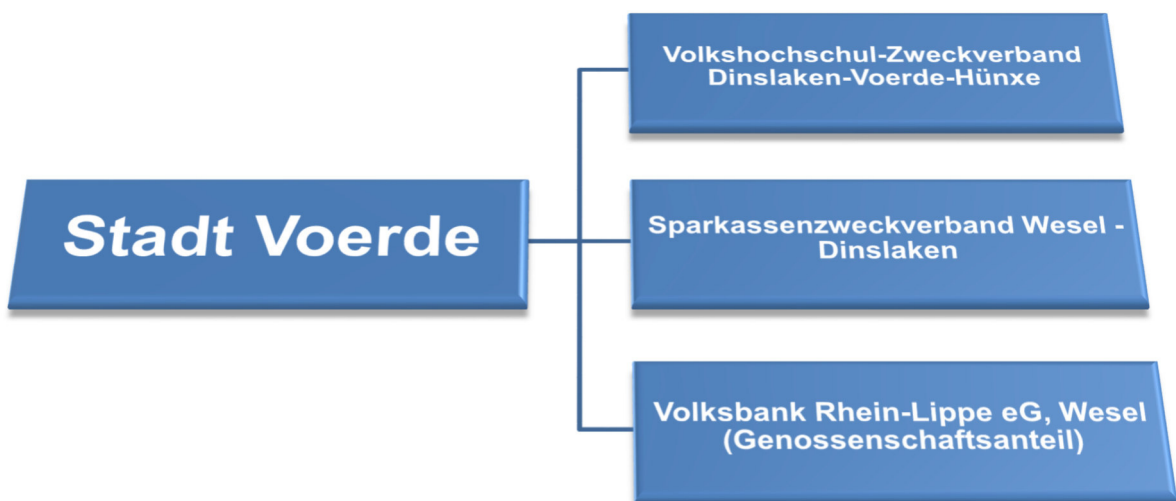 Stadt Voerde
Volkshochschul-Zweckverband
Dinslaken-Voerde-Hünxe
Sparkassenzweckverband Wesel -
Dinslaken
Volksbank Rhein-Lippe eG, Wesel
(Genossenschaftsanteil)